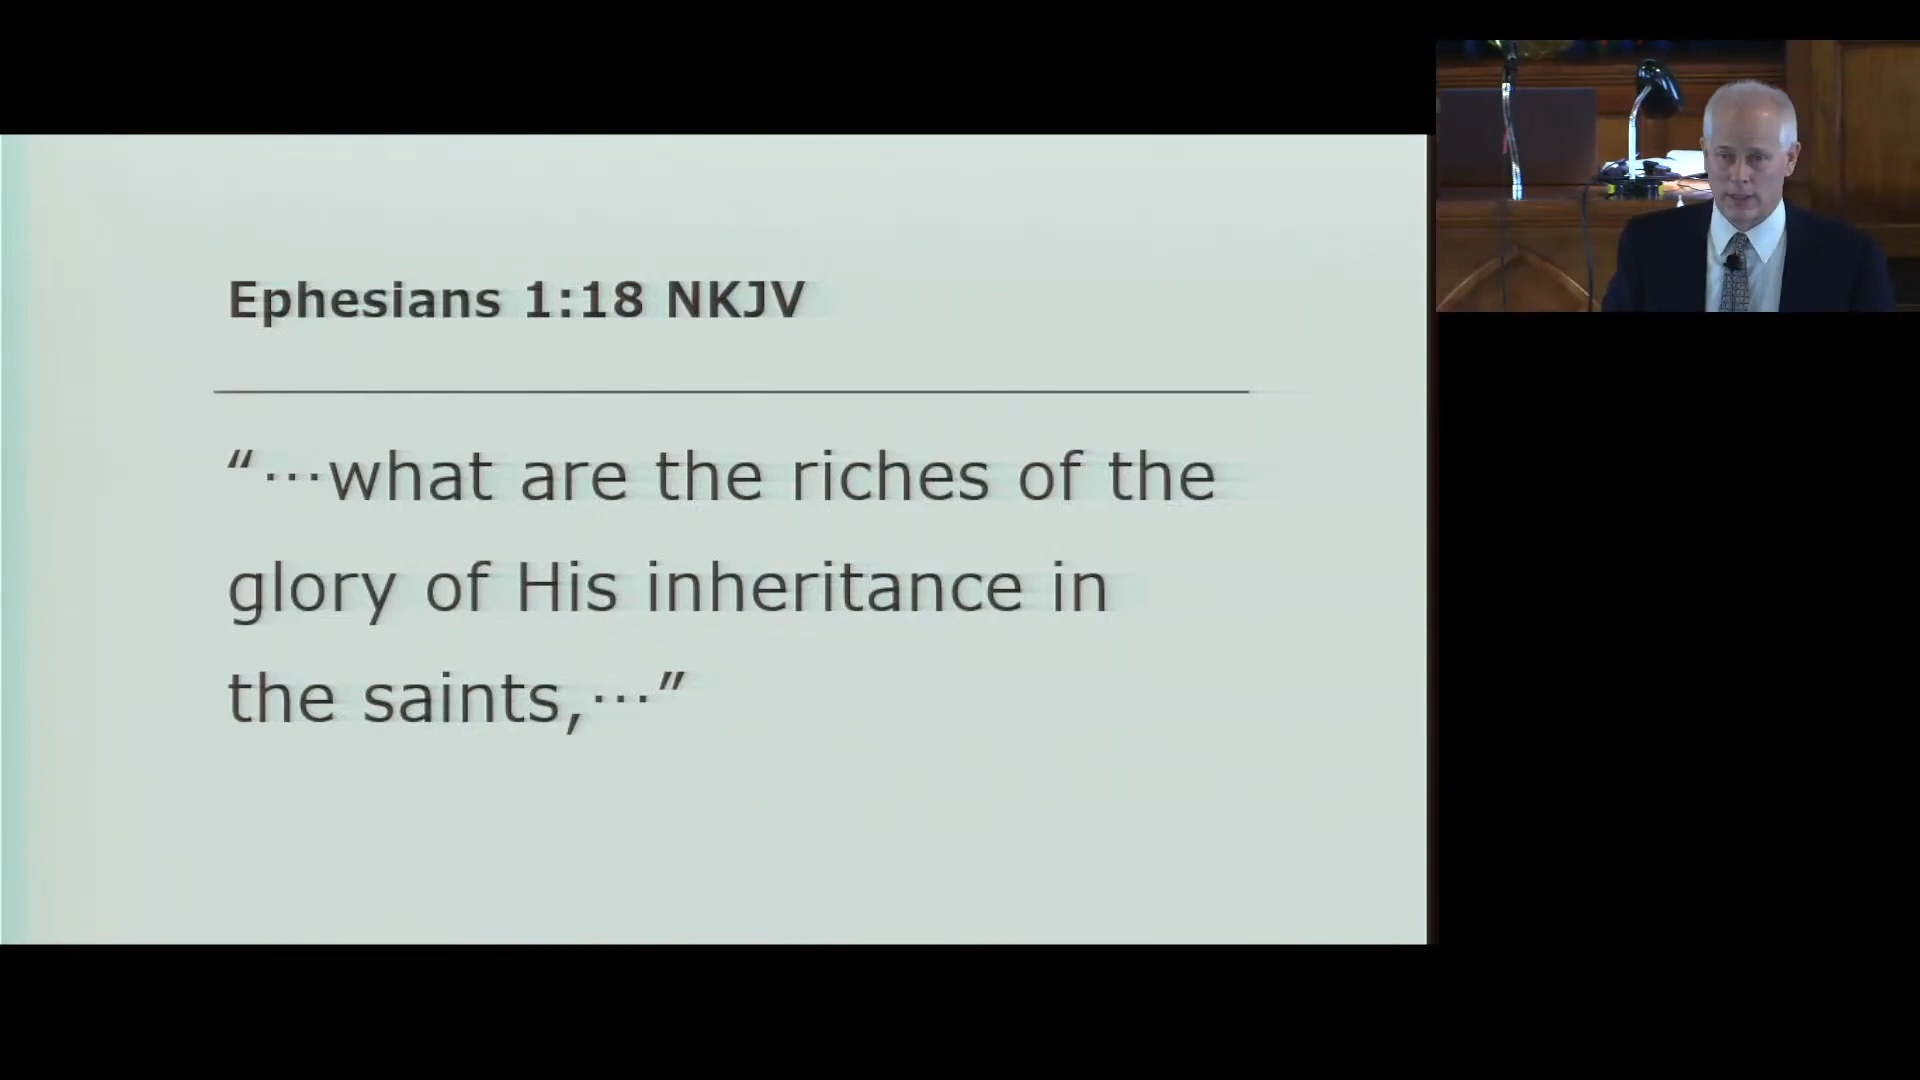 Ephesians 1:18 NKJV
“…what are the riches of the
glory of His inheritance in
the saints,…”